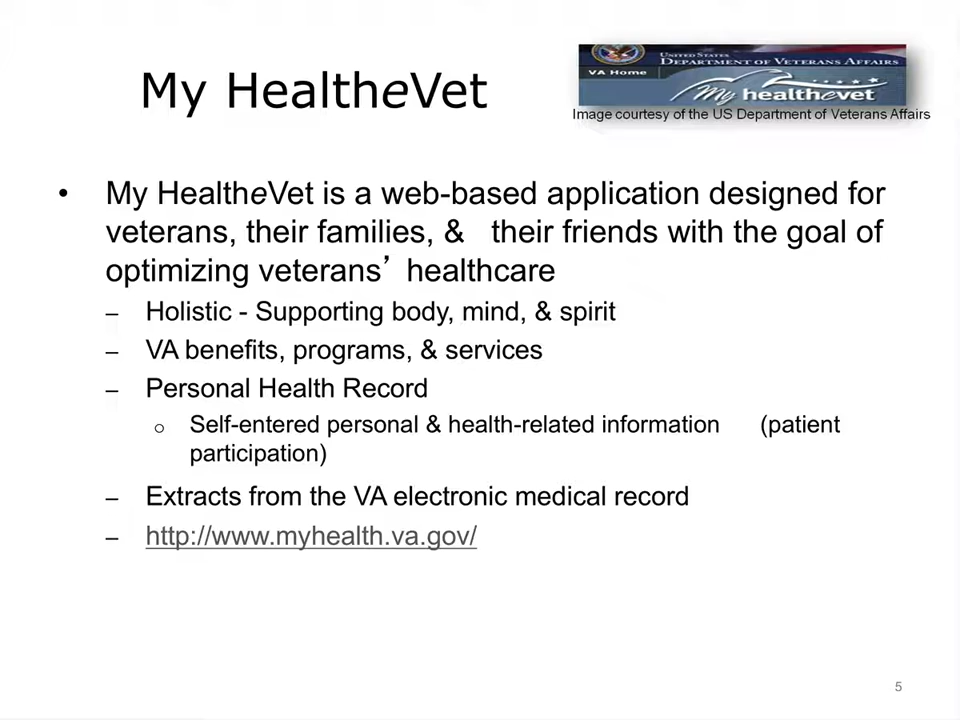 My HealtheVet
UNITED STATES
DEPARTMENT OF VETERANS AFFAIRS
VA Home
My healthevet
Image courtesy of the US Department of Veterans Affairs
• My HealtheVet is a web-based application designed for
veterans, their families, & their friends with the goal of
optimizing veterans’ healthcare
– Holistic - Supporting body, mind, & spirit
– VA benefits, programs, & services
– Personal Health Record
o Self-entered personal & health-related information (patient
participation)
– Extracts from the VA electronic medical record
– http://www.myhealth.va.gov/
5